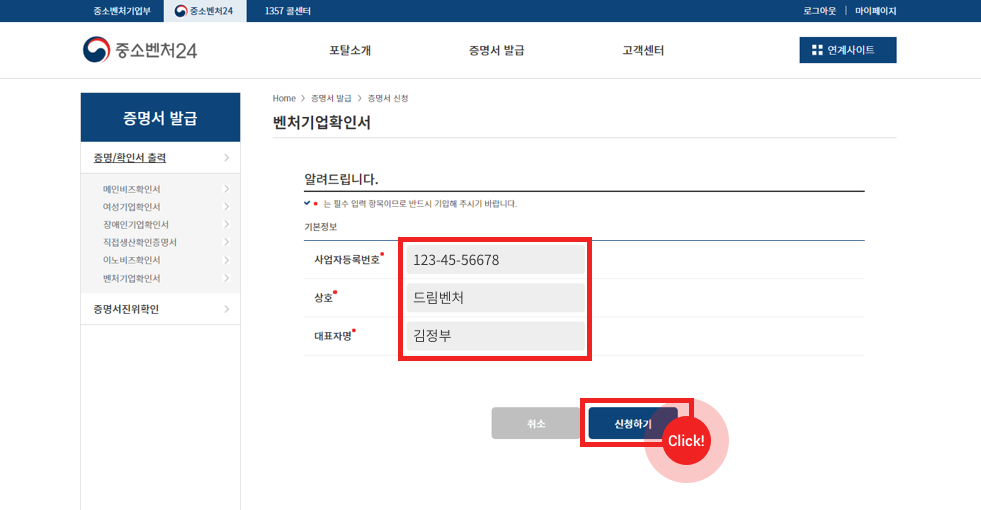 중소벤처기업부 중소벤처24 1357 콜센터 로그아웃 | 마이페이지
중소벤처24 포탈소개 증명서 발급 고객센터 연계사이트
증명서 발급
증명/확인서 출력
메인비즈확인서
여성기업확인서
장애인기업확인서
직접생산확인증명서
이노비즈확인서
벤처기업확인서
증명서진위확인
Home > 증명서 발급 > 증명서 신청
벤처기업확인서
알려드립니다.
는 필수 입력 항목이므로 반드시 기입해 주시기 바랍니다.
기본정보
사업자등록번호 123-45-56678
상호 드림벤처
대표자명 김정부
취소 신청하기
Click!